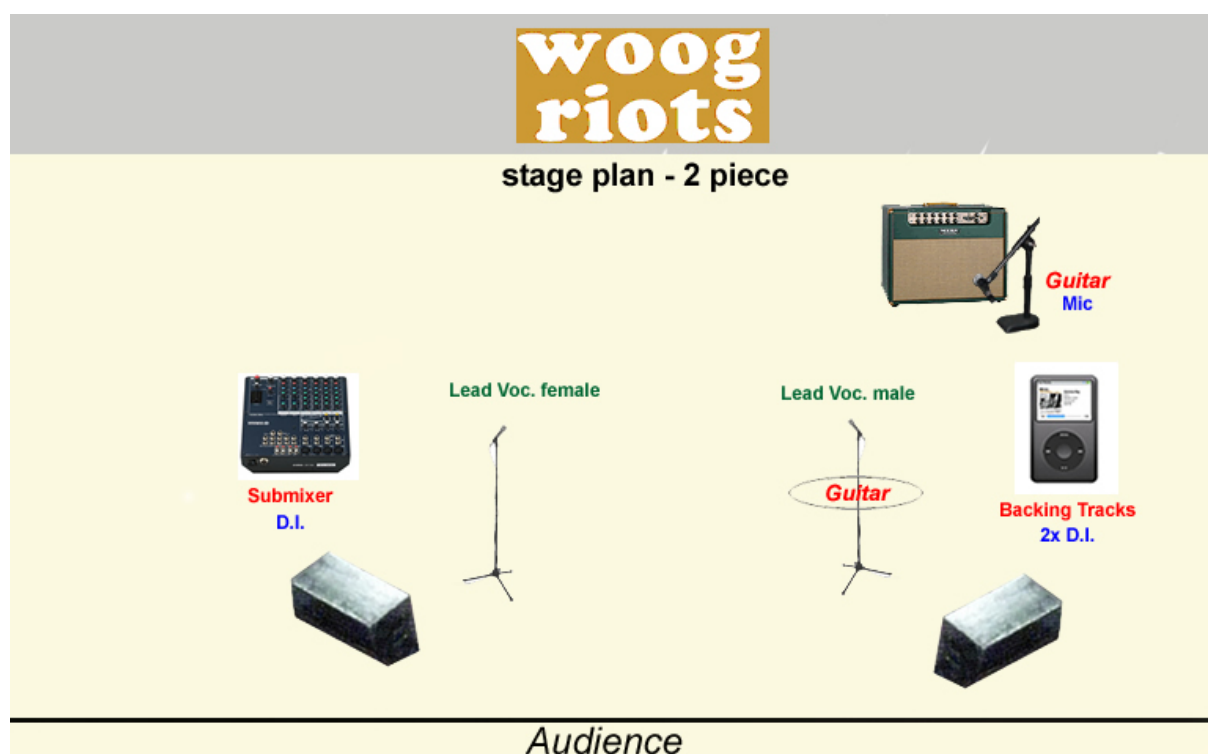 woog
riots
stage plan - 2 piece
Guitar
Mic
Lead Voc. female
Lead Voc. male
Guitar
Submixer
D.I.
Backing Tracks
2x D.I.
Audience